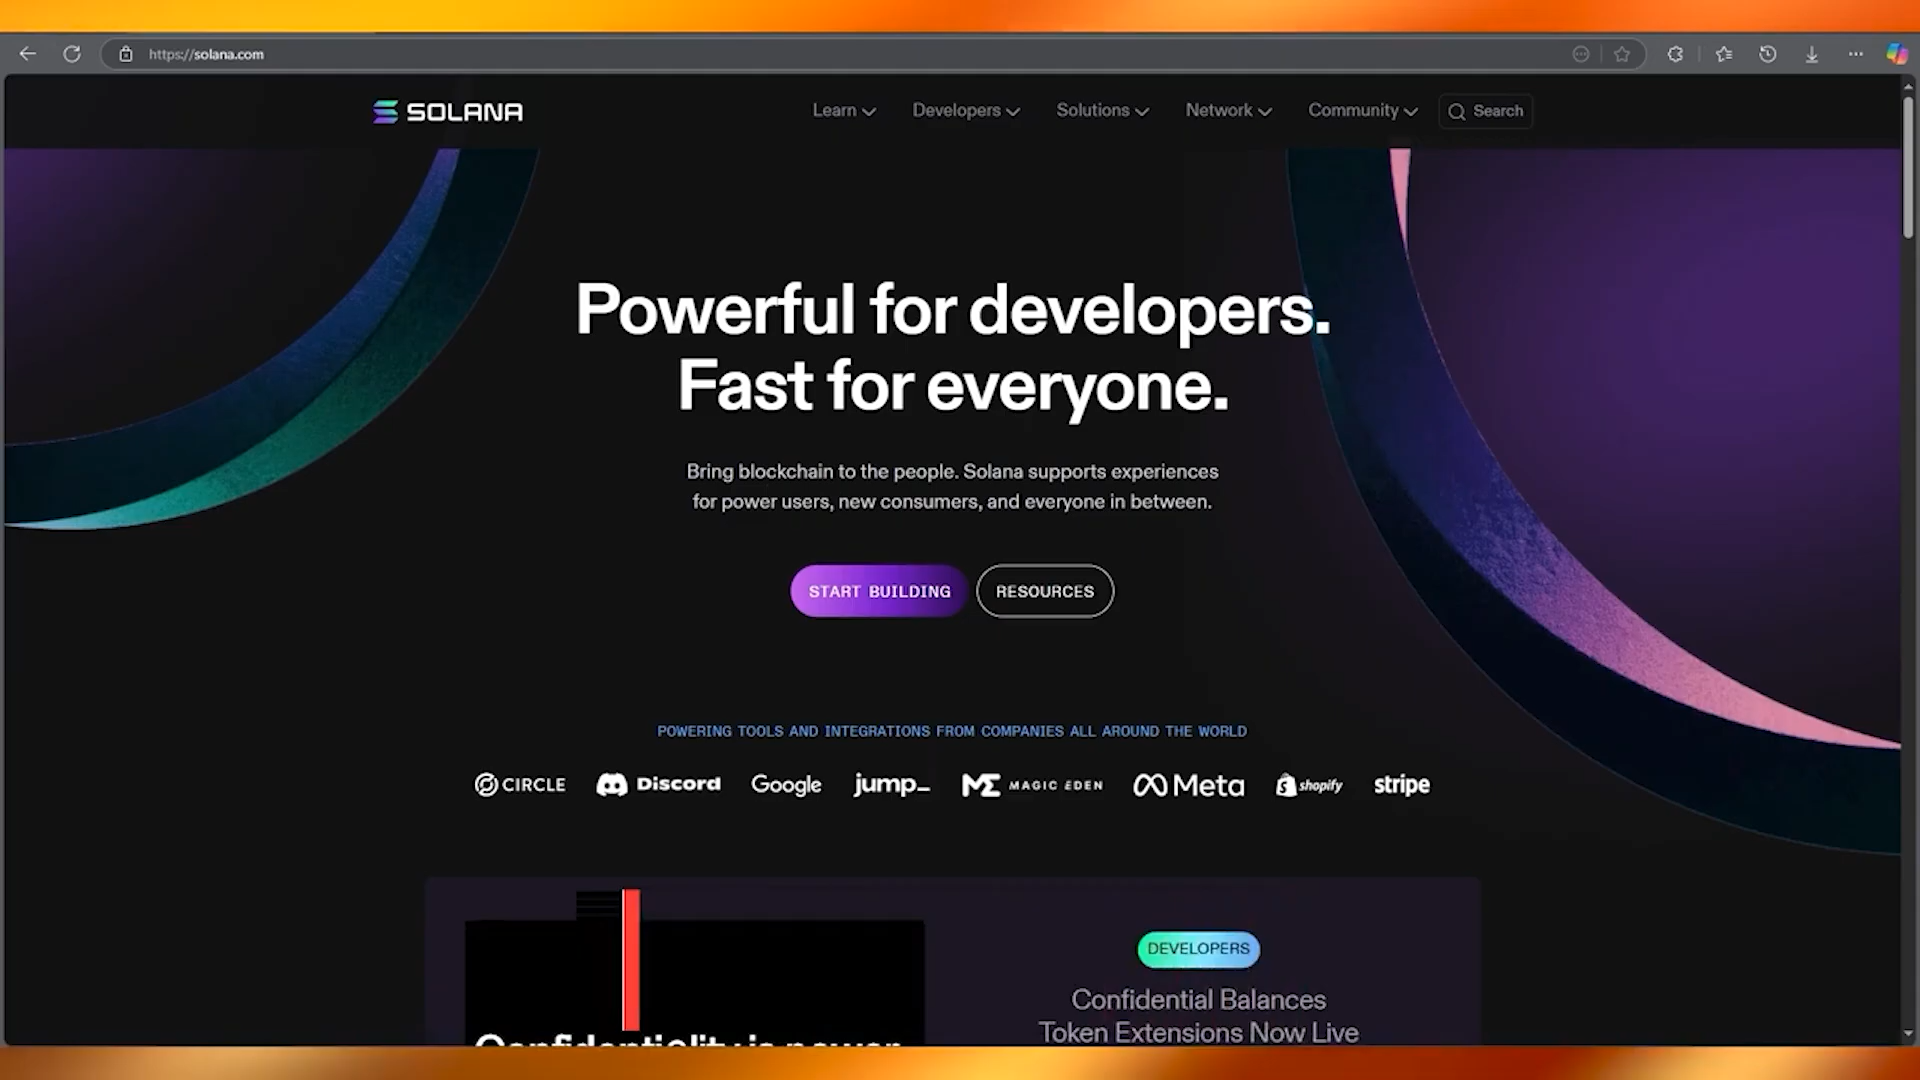 https://solana.com
SOLANA
Learn
Developers
Solutions
Network
Community
Search
Powerful for developers.
Fast for everyone.
Bring blockchain to the people. Solana supports experiences
for power users, new consumers, and everyone in between.
START BUILDING
RESOURCES
POWERING TOOLS AND INTEGRATIONS FROM COMPANIES ALL AROUND THE WORLD
CIRCLE
Discord
Google
jump_
MAGIC EDEN
Meta
shopify
stripe
DEVELOPERS
Confidential Balances
Token Extensions Now Live
Confidentiality is power